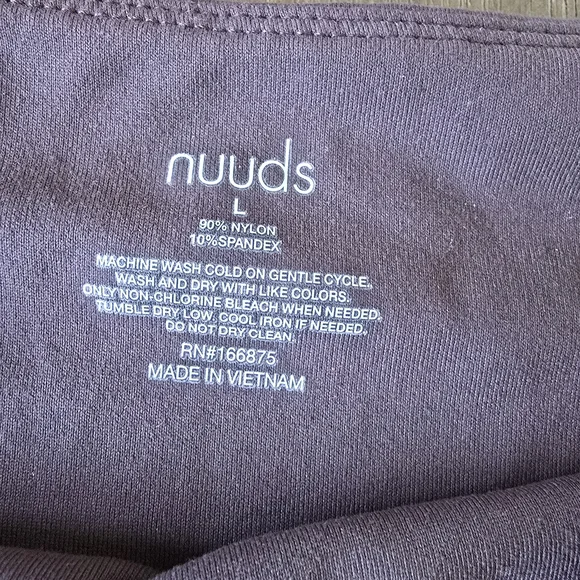 nuuds
L
90% NYLON
10%SPANDEX
MACHINE WASH COLD ON GENTLE CYCLE.
WASH AND DRY WITH LIKE COLORS.
ONLY NON-CHLORINE BLEACH WHEN NEEDED.
TUMBLE DRY LOW. COOL IRON IF NEEDED.
DO NOT DRY CLEAN.
RN#166875
MADE IN VIETNAM